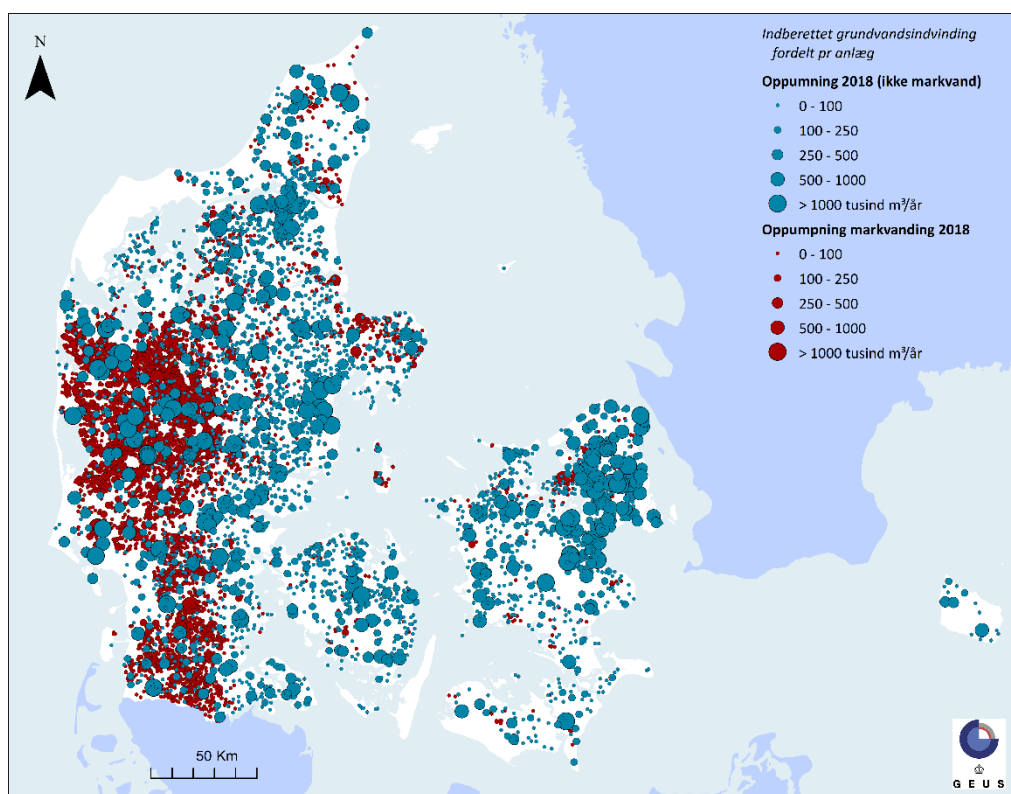 N
Indberettet grundvandsindvinding
fordelt pr anlæg
Oppumning 2018 (ikke markvand)
0 - 100
100 - 250
250 - 500
500 - 1000
> 1000 tusind m³/år
Oppumpning markvanding 2018
0 - 100
100 - 250
250 - 500
500 - 1000
> 1000 tusind m³/år
50 Km
G E U S